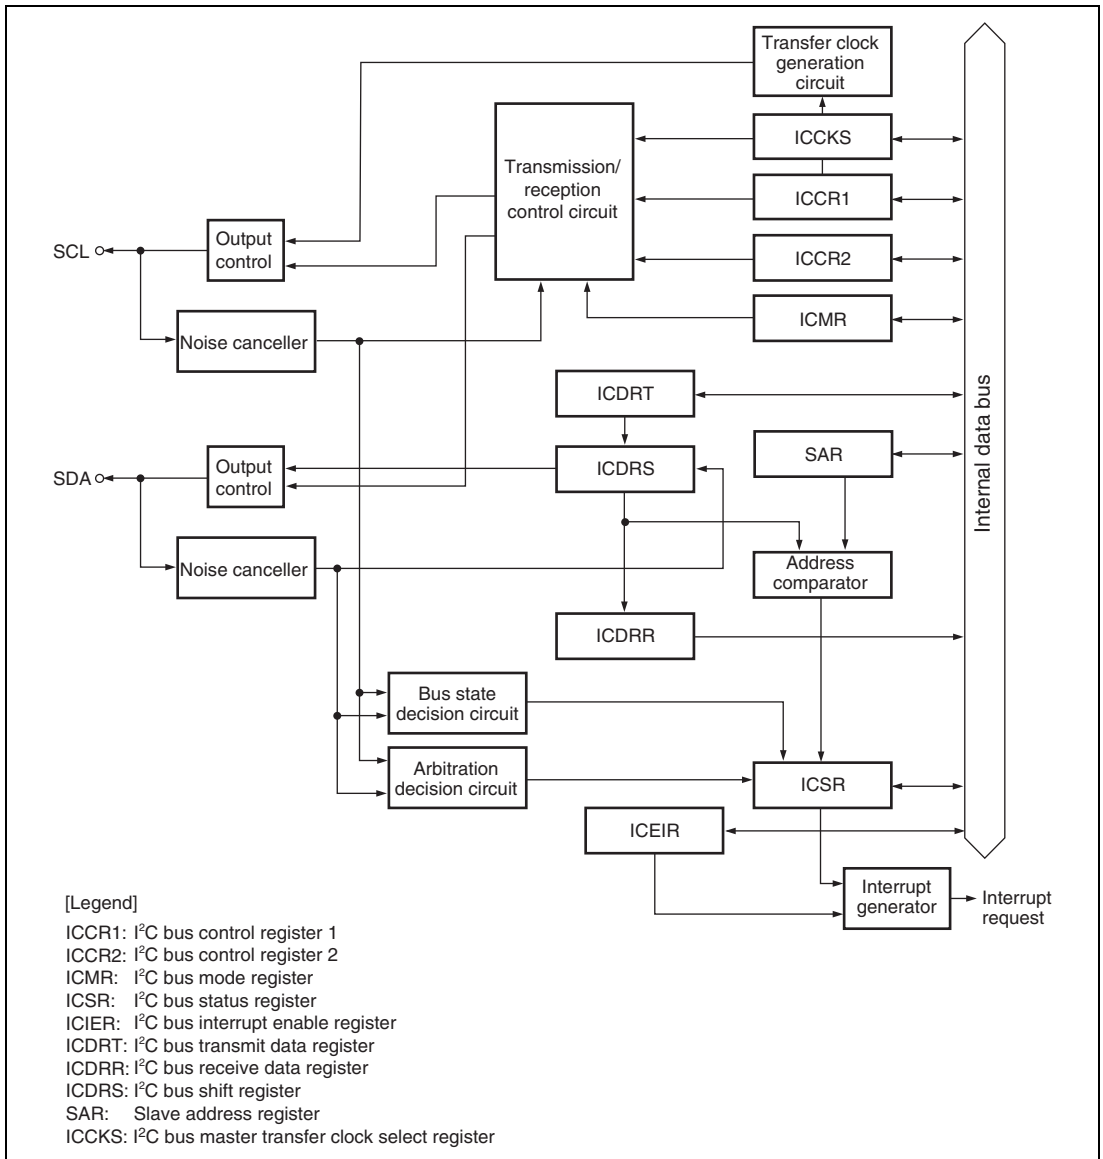 Transfer clock
generation
circuit
ICCKS
Transmission/
reception
control circuit
ICCR1
Output
control
SCL
ICCR2
ICMR
Noise canceller
ICDRT
Internal data bus
SAR
ICDRS
Output
control
SDA
Noise canceller
Address
comparator
ICDRR
Bus state
decision circuit
Arbitration
decision circuit
ICSR
ICEIR
Interrupt
generator
Interrupt
request
[Legend]
ICCR1: I²C bus control register 1
ICCR2: I²C bus control register 2
ICMR: I²C bus mode register
ICSR: I²C bus status register
ICIER: I²C bus interrupt enable register
ICDRT: I²C bus transmit data register
ICDRR: I²C bus receive data register
ICDRS: I²C bus shift register
SAR: Slave address register
ICCKS: I²C bus master transfer clock select register